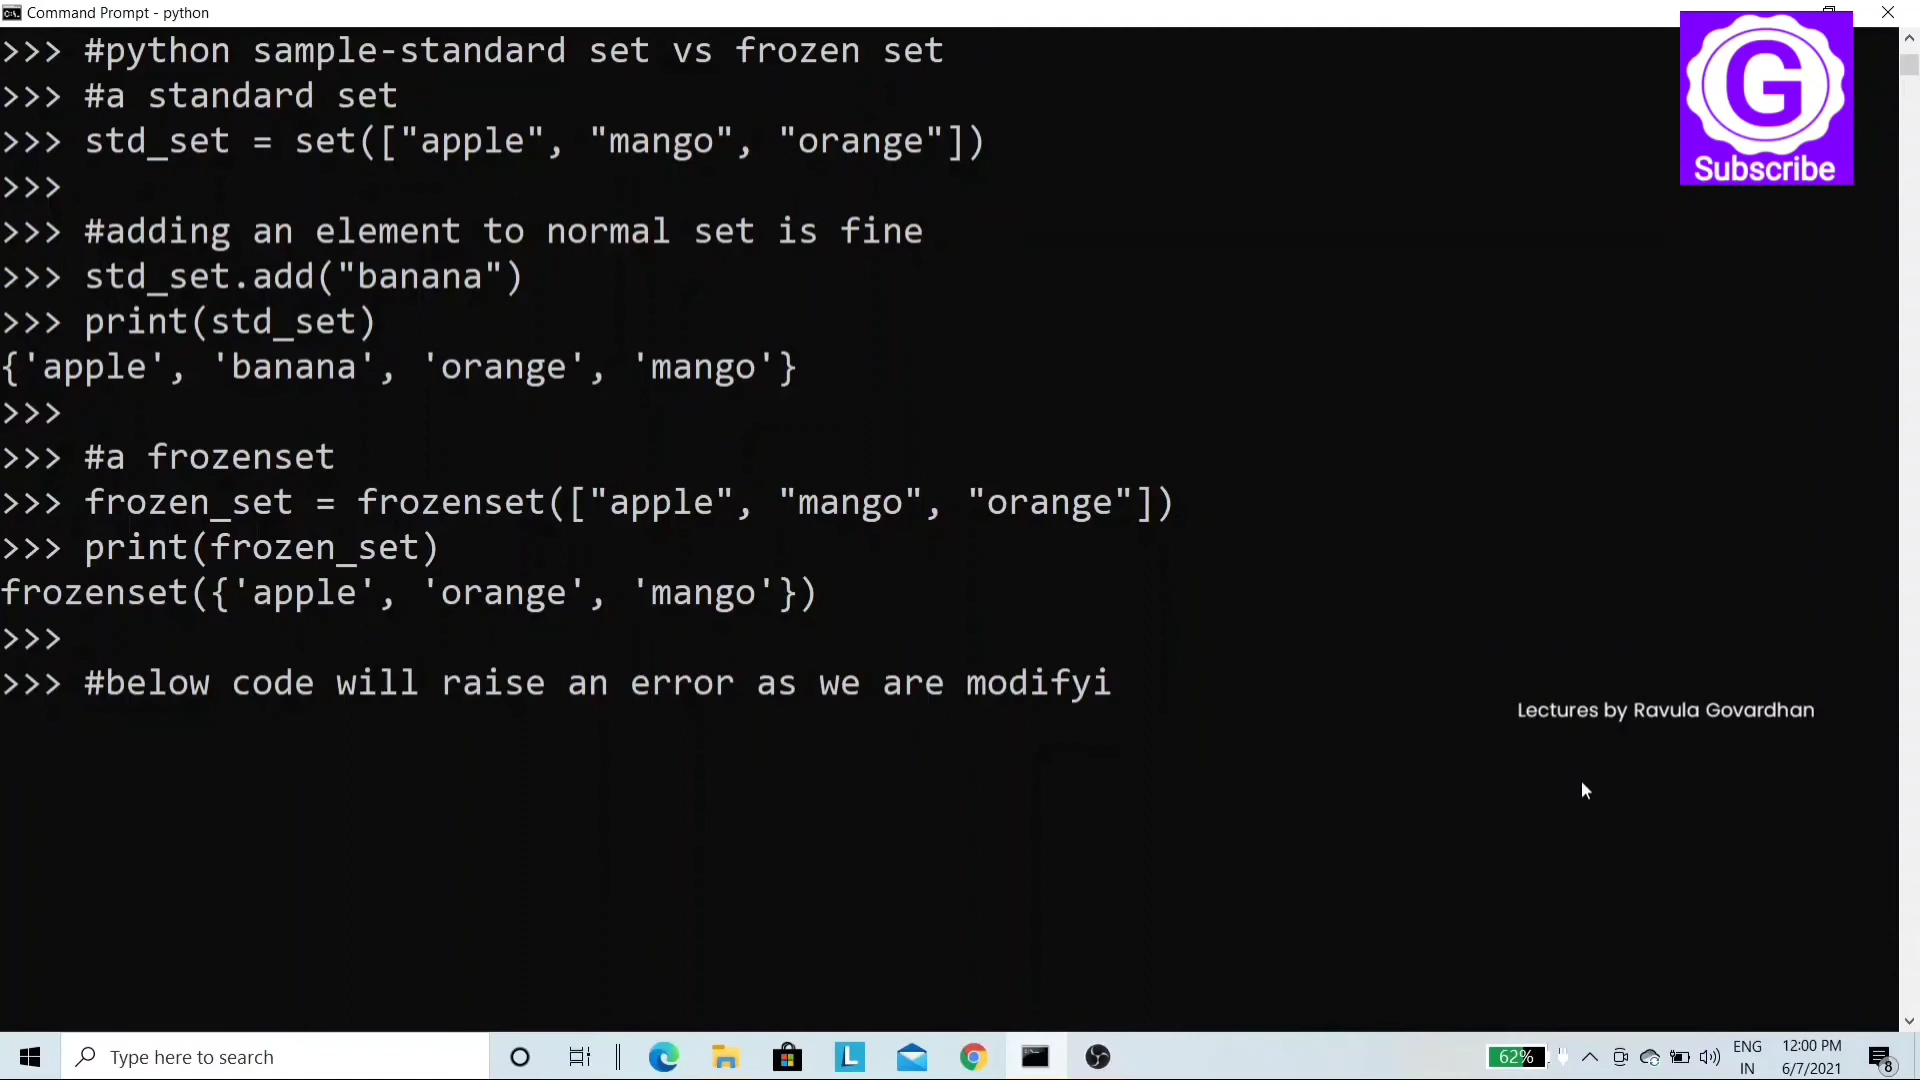 Command Prompt - python
>>> #python sample-standard set vs frozen set
>>> #a standard set
>>> std_set = set(["apple", "mango", "orange"])
>>>
>>> #adding an element to normal set is fine
>>> std_set.add("banana")
>>> print(std_set)
{'apple', 'banana', 'orange', 'mango'}
>>>
>>> #a frozenset
>>> frozen_set = frozenset(["apple", "mango", "orange"])
>>> print(frozen_set)
frozenset({'apple', 'orange', 'mango'})
>>>
>>> #below code will raise an error as we are modifyi
G
Subscribe
Lectures by Ravula Govardhan
Type here to search
L
62%
ENG
IN
12:00 PM
6/7/2021
8